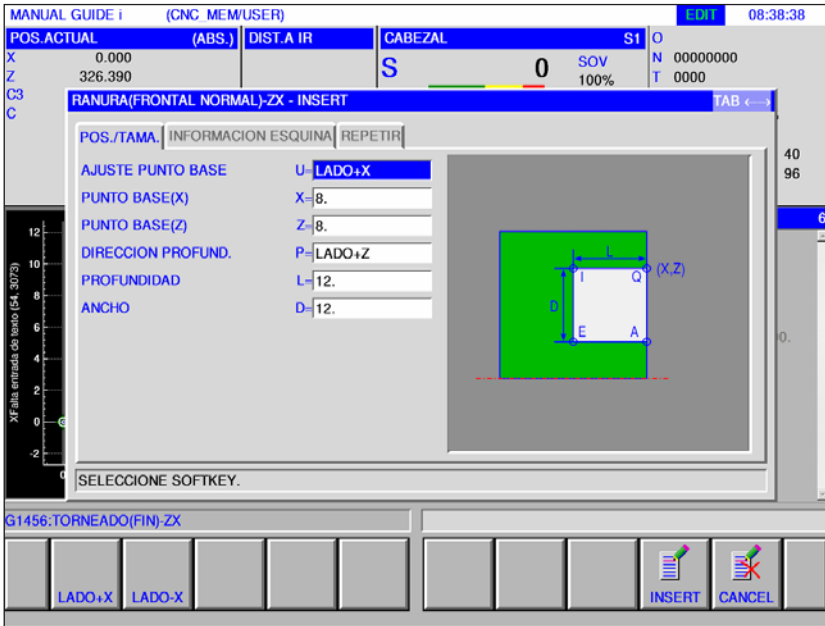 MANUAL GUIDE i (CNC_MEM/USER) EDIT 08:38:38
POS.ACTUAL (ABS.) DIST.A IR CABEZAL S1 O
X 0.000 S 0 SOV 100% N 00000000
Z 326.390 T 0000
C3
C
RANURA(FRONTAL NORMAL)-ZX - INSERT TAB ←→
POS./TAMA. INFORMACION ESQUINA REPETIR
AJUSTE PUNTO BASE U=LADO+X
PUNTO BASE(X) X=8.
PUNTO BASE(Z) Z=8.
DIRECCION PROFUND. P=LADO+Z
PROFUNDIDAD L=12.
ANCHO D=12.
L
I Q (X,Z)
D
E A
40
96
6
0.
12
10
8
6
4
2
0
-2
0
XFalta entrada de texto (54, 3073)
SELECCIONE SOFTKEY.
G1456:TORNEADO(FIN)-ZX
LADO+X LADO-X INSERT CANCEL